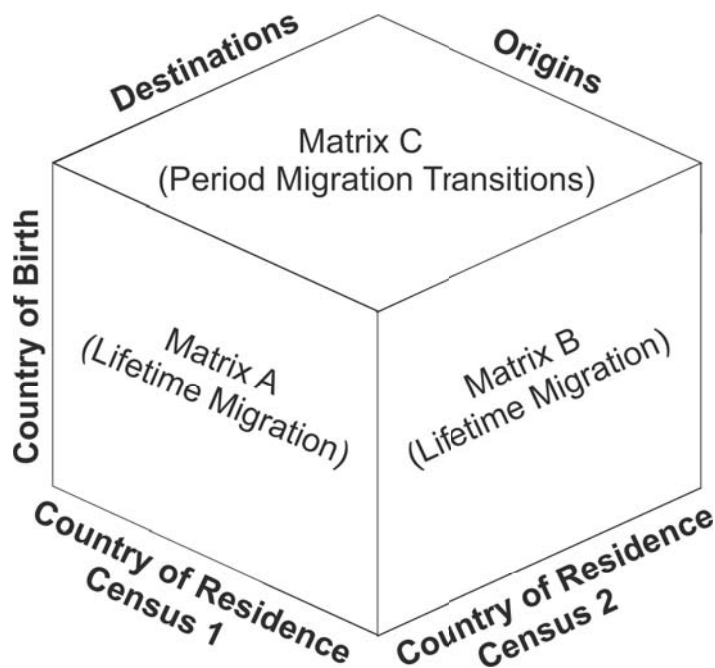 Destinations
Origins
Matrix C
(Period Migration Transitions)
Country of Birth
Matrix A
(Lifetime Migration)
Matrix B
(Lifetime Migration)
Country of Residence
Census 1
Country of Residence
Census 2